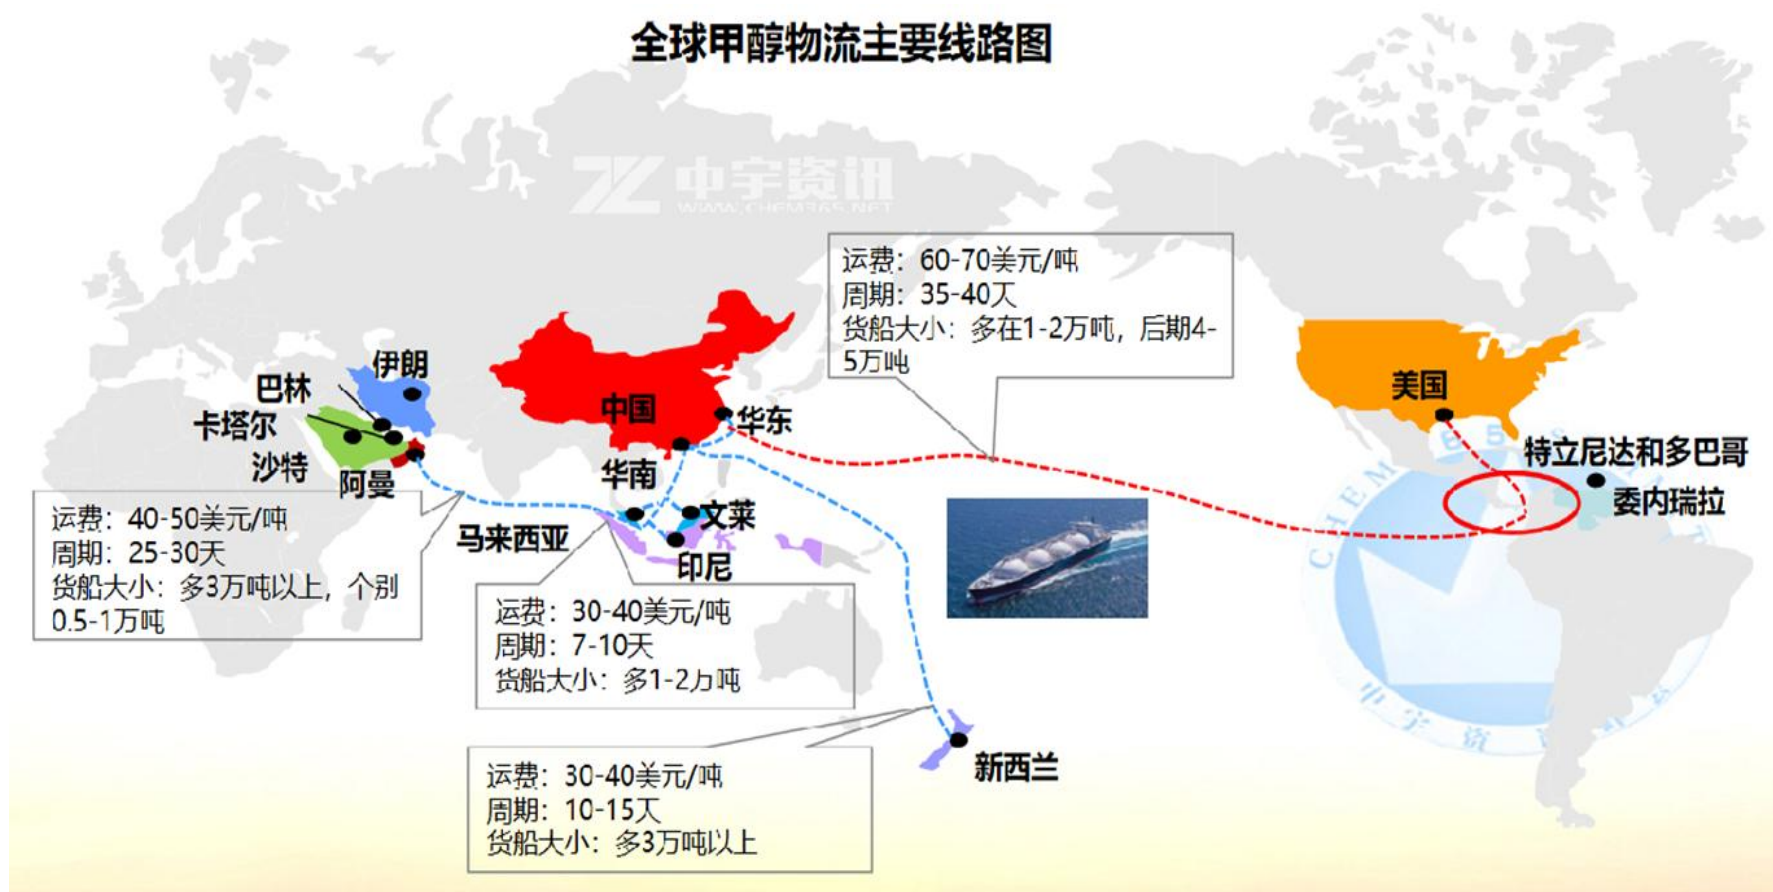 全球甲醇物流主要线路图
中宇资讯
WWW.CHEM365.NET
运费：60-70美元/吨
周期：35-40天
货船大小：多在1-2万吨，后期4-
5万吨
伊朗
巴林
卡塔尔
沙特
阿曼
中国
华东
华南
美国
特立尼达和多巴哥
委内瑞拉
运费：40-50美元/吨
周期：25-30天
货船大小：多3万吨以上，个别
0.5-1万吨
马来西亚
文莱
印尼
运费：30-40美元/吨
周期：7-10天
货船大小：多1-2万吨
新西兰
运费：30-40美元/吨
周期：10-15天
货船大小：多3万吨以上
CHEM
中宇资